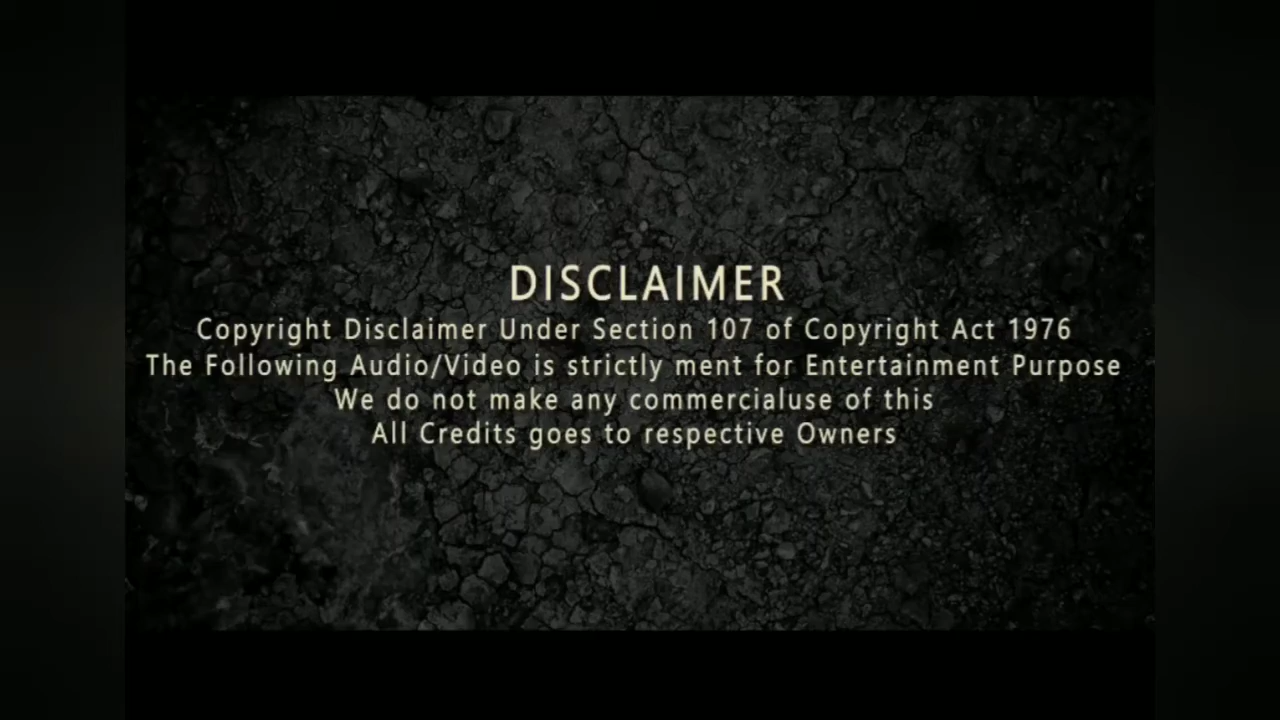 DISCLAIMER
Copyright Disclaimer Under Section 107 of Copyright Act 1976
The Following Audio/Video is strictly ment for Entertainment Purpose
We do not make any commercialuse of this
All Credits goes to respective Owners